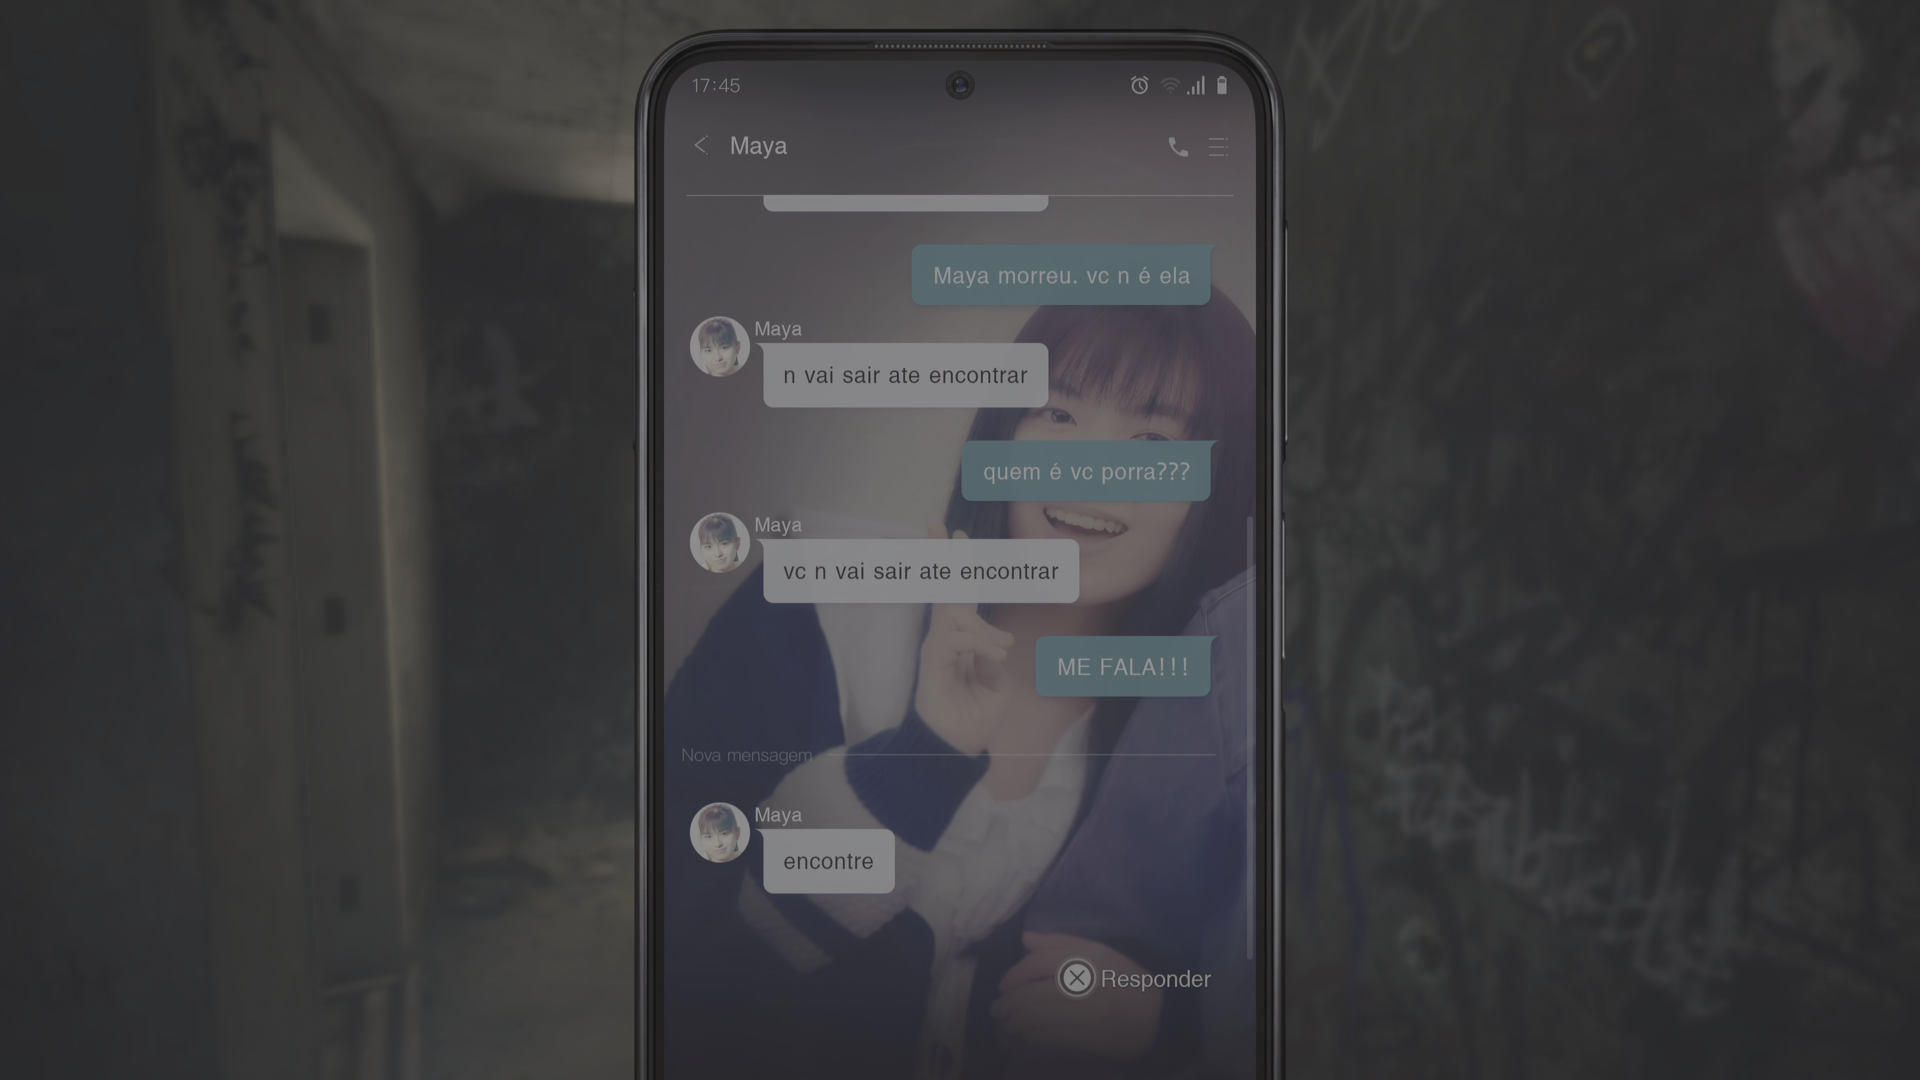 17:45
Maya
Maya morreu. vc n é ela
Maya
n vai sair ate encontrar
quem é vc porra???
Maya
vc n vai sair ate encontrar
ME FALA!!!
Nova mensagem
Maya
encontre
Responder